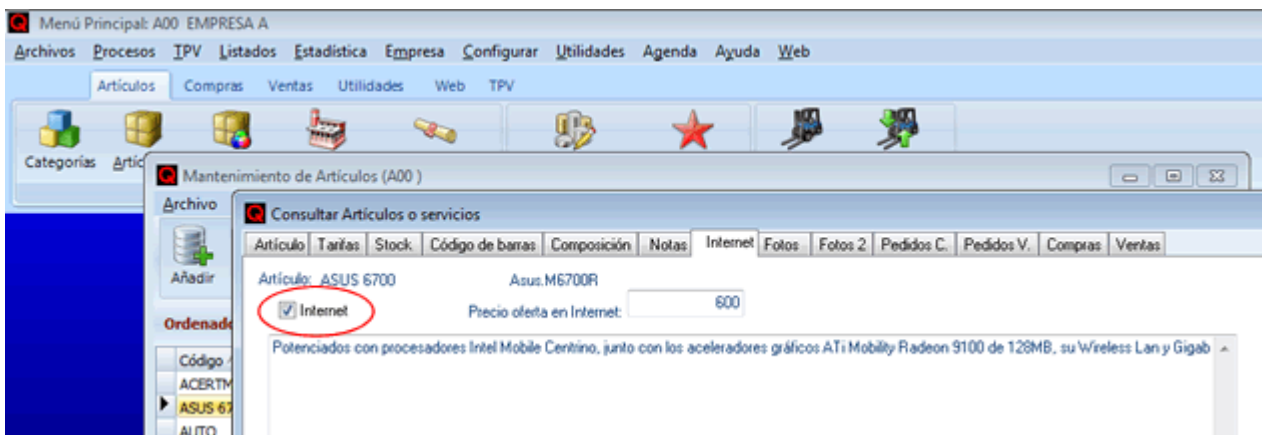 Menú Principal: A00 EMPRESA A
Archivos Procesos TPV Listados Estadística Empresa Configurar Utilidades Agenda Ayuda Web
Artículos Compras Ventas Utilidades Web TPV
Categorías
Mantenimiento de Artículos (A00 )
Archivo
Consultar Artículos o servicios
Artículo Tarifas Stock Código de barras Composición Notas Internet Fotos Fotos 2 Pedidos C. Pedidos V. Compras Ventas
Añadir
Artículo: ASUS 6700 Asus.M6700R
Internet Precio oferta en Internet: 600
Potenciados con procesadores Intel Mobile Centrino, junto con los aceleradores gráficos ATi Mobility Radeon 9100 de 128MB, su Wireless Lan y Gigab
Código
ASUS 67
AUTO